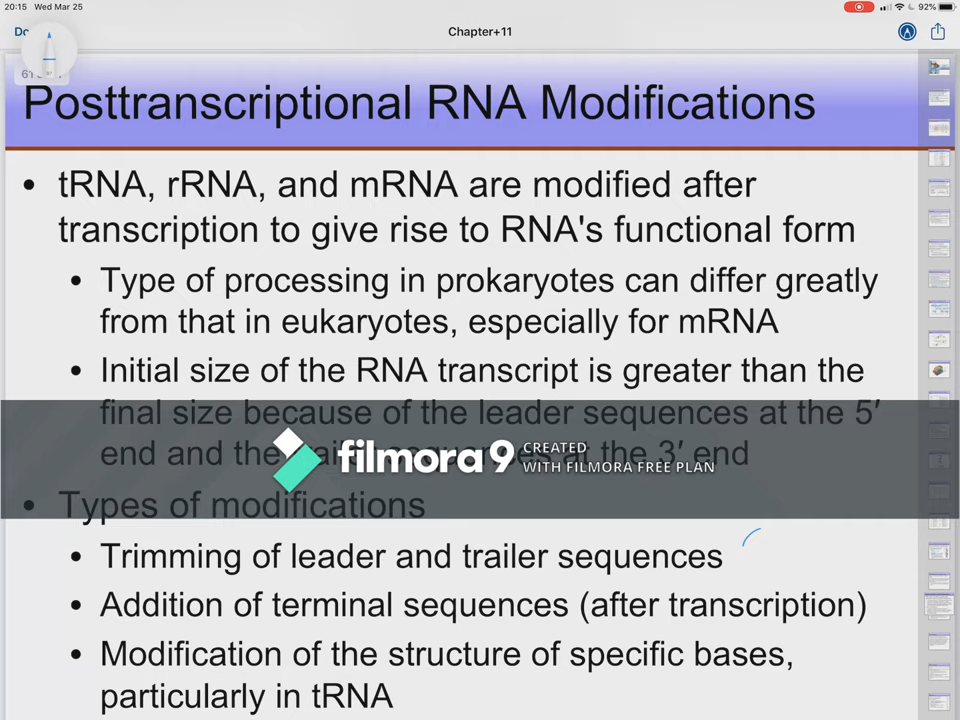 20:15 Wed Mar 25
92%
Chapter+11
Posttranscriptional RNA Modifications
• tRNA, rRNA, and mRNA are modified after
transcription to give rise to RNA's functional form
• Type of processing in prokaryotes can differ greatly
from that in eukaryotes, especially for mRNA
• Initial size of the RNA transcript is greater than the
final size because of the leader sequences at the 5′
end and the sequences at the 3′ end
filmora 9 CREATED
WITH FILMORA FREE PLAN
• Types of modifications
• Trimming of leader and trailer sequences
• Addition of terminal sequences (after transcription)
• Modification of the structure of specific bases,
particularly in tRNA